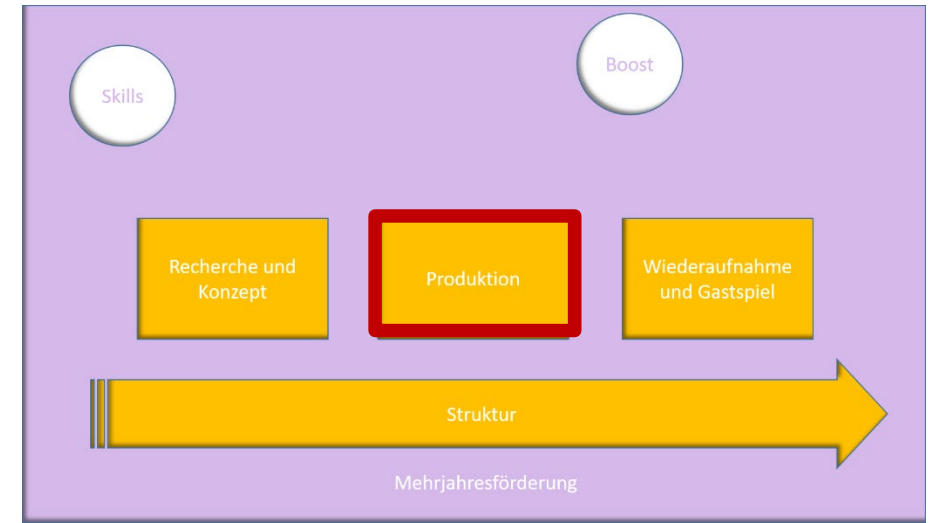 Skills
Boost
Recherche und
Konzept
Produktion
Wiederaufnahme
und Gastspiel
Struktur
Mehrjahresförderung